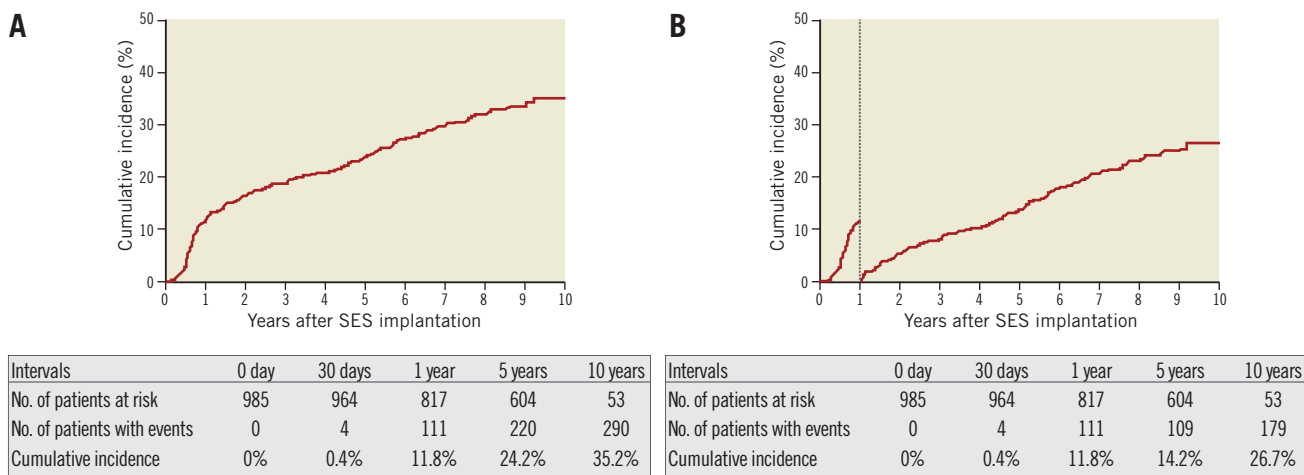 A
Cumulative incidence (%)
50
40
30
20
10
0
0 1 2 3 4 5 6 7 8 9 10
Years after SES implantation
Intervals 0 day 30 days 1 year 5 years 10 years
No. of patients at risk 985 964 817 604 53
No. of patients with events 0 4 111 220 290
Cumulative incidence 0% 0.4% 11.8% 24.2% 35.2%
B
Cumulative incidence (%)
50
40
30
20
10
0
0 1 2 3 4 5 6 7 8 9 10
Years after SES implantation
Intervals 0 day 30 days 1 year 5 years 10 years
No. of patients at risk 985 964 817 604 53
No. of patients with events 0 4 111 109 179
Cumulative incidence 0% 0.4% 11.8% 14.2% 26.7%